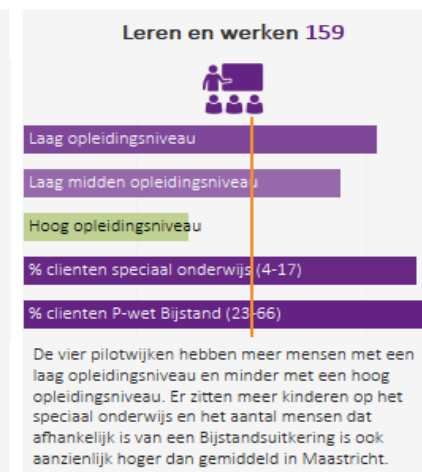 Leren en werken 159
Laag opleidingsniveau
Laag midden opleidingsniveau
Hoog opleidingsniveau
% clienten speciaal onderwijs (4-17)
% clienten P-wet Bijstand (23-66)
De vier pilotwijken hebben meer mensen met een
laag opleidingsniveau en minder met een hoog
opleidingsniveau. Er zitten meer kinderen op het
speciaal onderwijs en het aantal mensen dat
afhankelijk is van een Bijstandsuitkering is ook
aanzienlijk hoger dan gemiddeld in Maastricht.